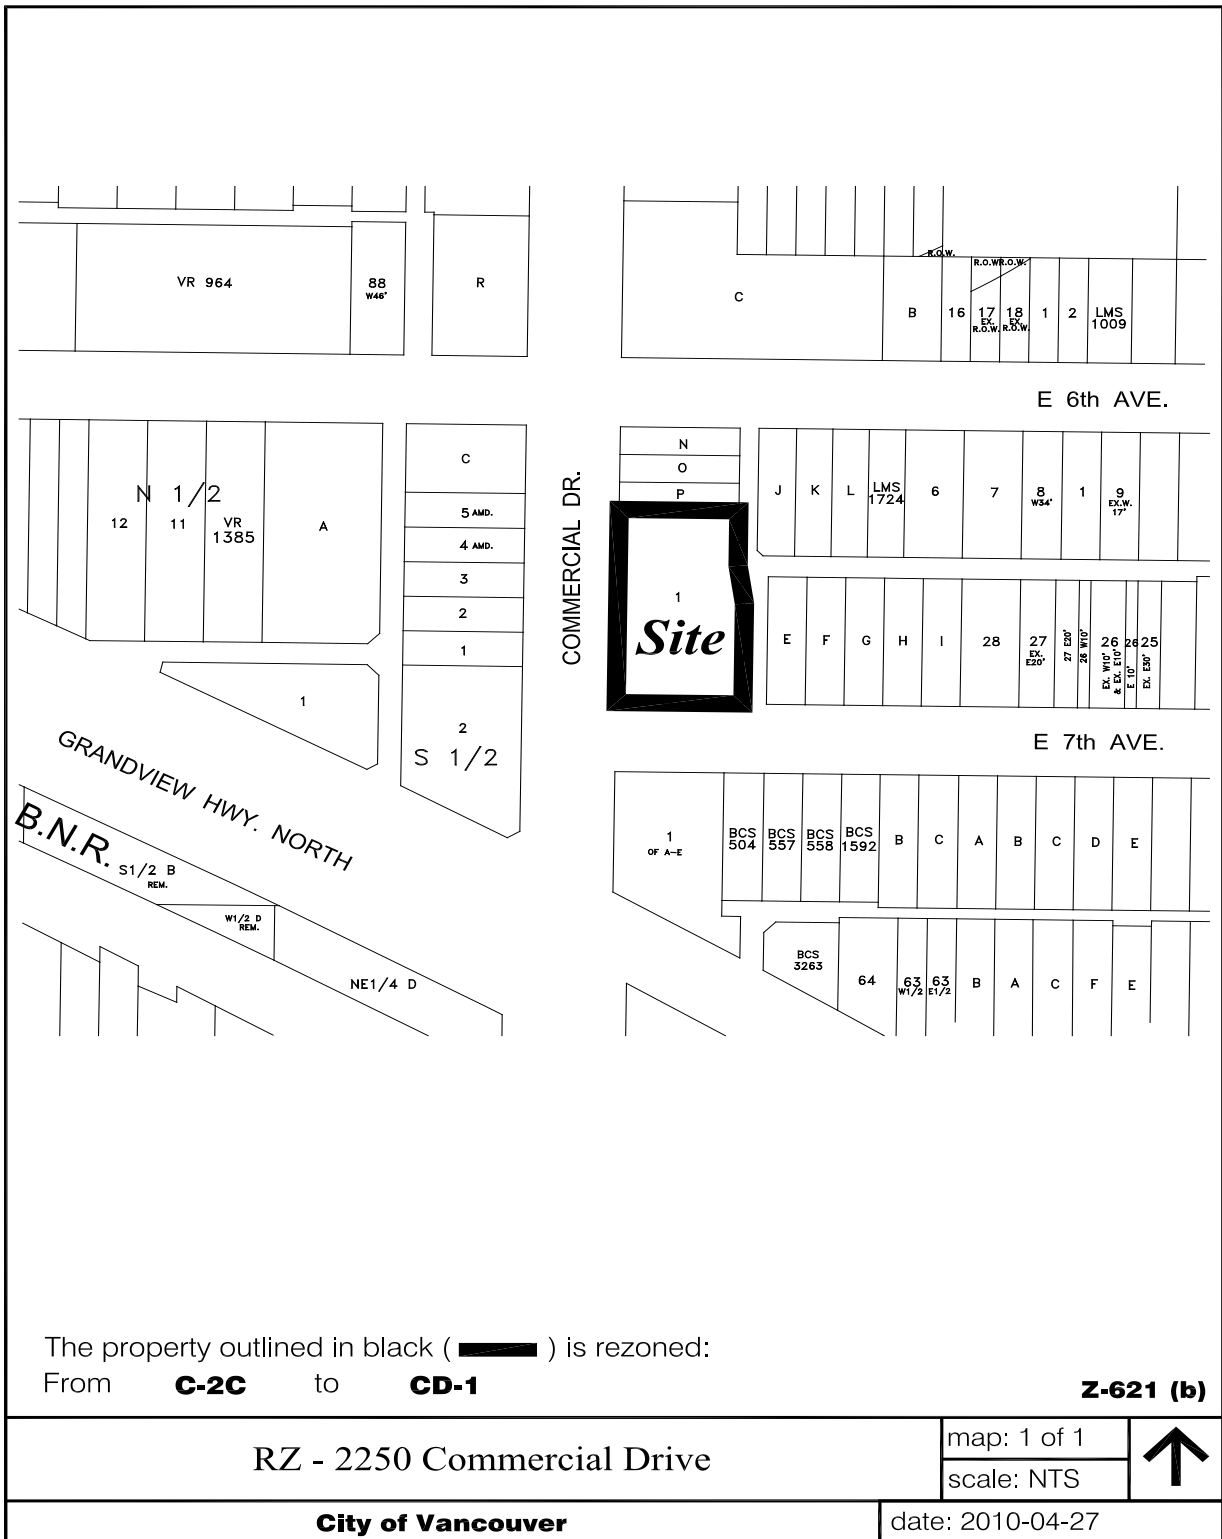 R.O.W.
R.O.W R.O.W.
VR 964
88
W46'
R
C
B
16
17
EX.
R.O.W.
18
EX.
R.O.W.
1
2
LMS
1009
E 6th AVE.
N 1/2
12
11
VR
1385
A
C
5 AMD.
4 AMD.
3
2
1
COMMERCIAL DR.
N
O
P
J
K
L
LMS
1724
6
7
8
W34'
1
9
EX.W.
17'
1
Site
E
F
G
H
I
28
27
EX.
E20'
27 E20'
26 W10'
26
EX. W10'
& EX. E10'
26
E 10'
25
EX. E30'
1
2
S 1/2
E 7th AVE.
GRANDVIEW HWY. NORTH
B.N.R.
S1/2 B
REM.
W1/2 D
REM.
NE1/4 D
1
OF A-E
BCS
504
BCS
557
BCS
558
BCS
1592
B
C
A
B
C
D
E
BCS
3263
64
63
W1/2
63
E1/2
B
A
C
F
E
The property outlined in black ( ) is rezoned:
From C-2C to CD-1
Z-621 (b)
RZ - 2250 Commercial Drive
map: 1 of 1
scale: NTS
City of Vancouver
date: 2010-04-27